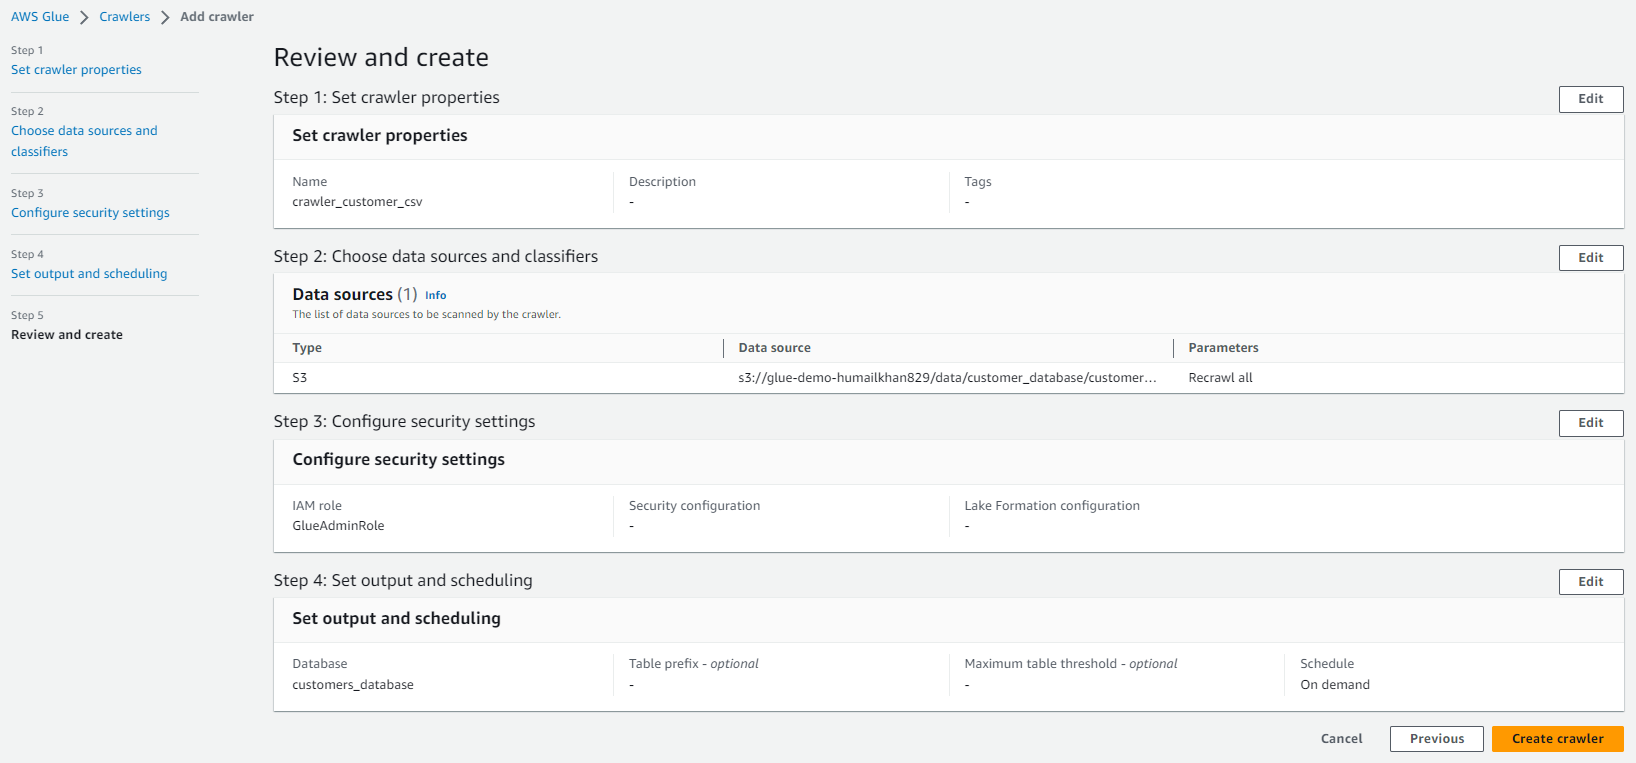 AWS Glue > Crawlers > Add crawler
Step 1
Set crawler properties
Step 2
Choose data sources and
classifiers
Step 3
Configure security settings
Step 4
Set output and scheduling
Step 5
Review and create
Review and create
Step 1: Set crawler properties
Edit
Set crawler properties
Name Description Tags
crawler_customer_csv - -
Step 2: Choose data sources and classifiers
Edit
Data sources (1) Info
The list of data sources to be scanned by the crawler.
Type Data source Parameters
S3 s3://glue-demo-humailkhan829/data/customer_database/customer... Recrawl all
Step 3: Configure security settings
Edit
Configure security settings
IAM role Security configuration Lake Formation configuration
GlueAdminRole - -
Step 4: Set output and scheduling
Edit
Set output and scheduling
Database Table prefix - optional Maximum table threshold - optional Schedule
customers_database - - On demand
Cancel Previous Create crawler